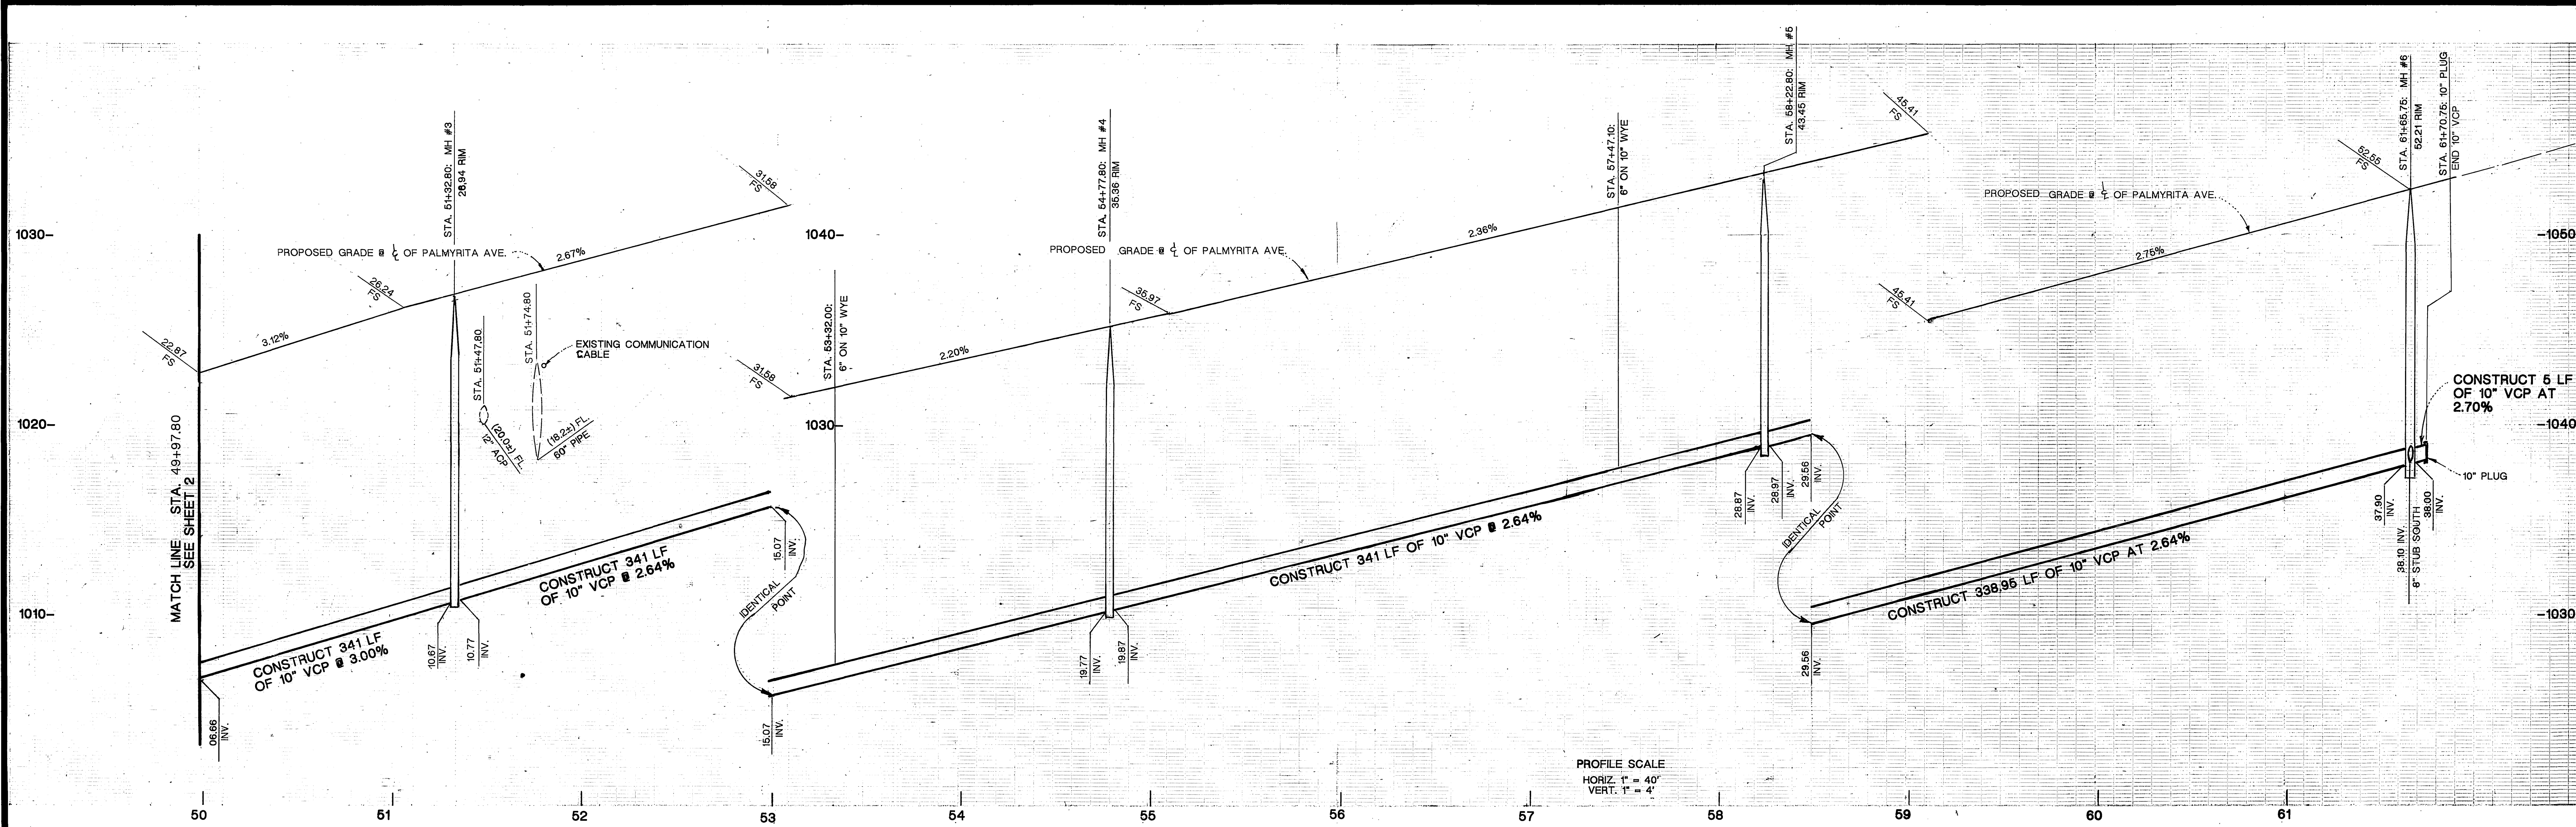 MATCH LINE STA. 49+97.80
SEE SHEET 2
1030-
1020-
1010-
22.87
FS
3.12%
26.24
FS
PROPOSED GRADE @ ℄ OF PALMYRITA AVE.
2.67%
STA. 51+32.80: MH #3
26.94 RIM
STA. 51+47.80
(20.0±) FL
12" ACP
STA. 51+74.80
EXISTING COMMUNICATION
CABLE
(18.2±) FL.
60" PIPE
31.58
FS
06.66
INV.
CONSTRUCT 341 LF
OF 10" VCP @ 3.00%
10.67
INV.
10.77
INV.
CONSTRUCT 341 LF
OF 10" VCP @ 2.64%
15.07
INV.
IDENTICAL
POINT
15.07
INV.
31.58
FS
1040-
1030-
STA. 53+32.00:
6" ON 10" WYE
2.20%
STA. 54+77.80: MH #4
35.36 RIM
PROPOSED GRADE @ ℄ OF PALMYRITA AVE.
35.97
FS
2.36%
19.77
INV.
19.87
INV.
CONSTRUCT 341 LF OF 10" VCP @ 2.64%
STA. 57+47.10:
6" ON 10" WYE
STA. 58+22.80: MH #5
43.45 RIM
45.41
FS
28.87
INV.
28.97
INV.
29.56
INV.
IDENTICAL
POINT
29.56
INV.
45.41
FS
PROPOSED GRADE @ ℄ OF PALMYRITA AVE.
2.75%
52.55
FS
CONSTRUCT 338.95 LF OF 10" VCP AT 2.64%
STA. 61+65.75: MH #6
52.21 RIM
STA. 61+70.75: 10" PLUG
END 10" VCP
CONSTRUCT 5 LF
OF 10" VCP AT
2.70%
10" PLUG
37.90
INV.
38.10 INV.
8" STUB SOUTH
38.00
INV.
-1050
-1040
-1030
PROFILE SCALE
HORIZ. 1" = 40'
VERT. 1" = 4'
50 51 52 53 54 55 56 57 58 59 60 61